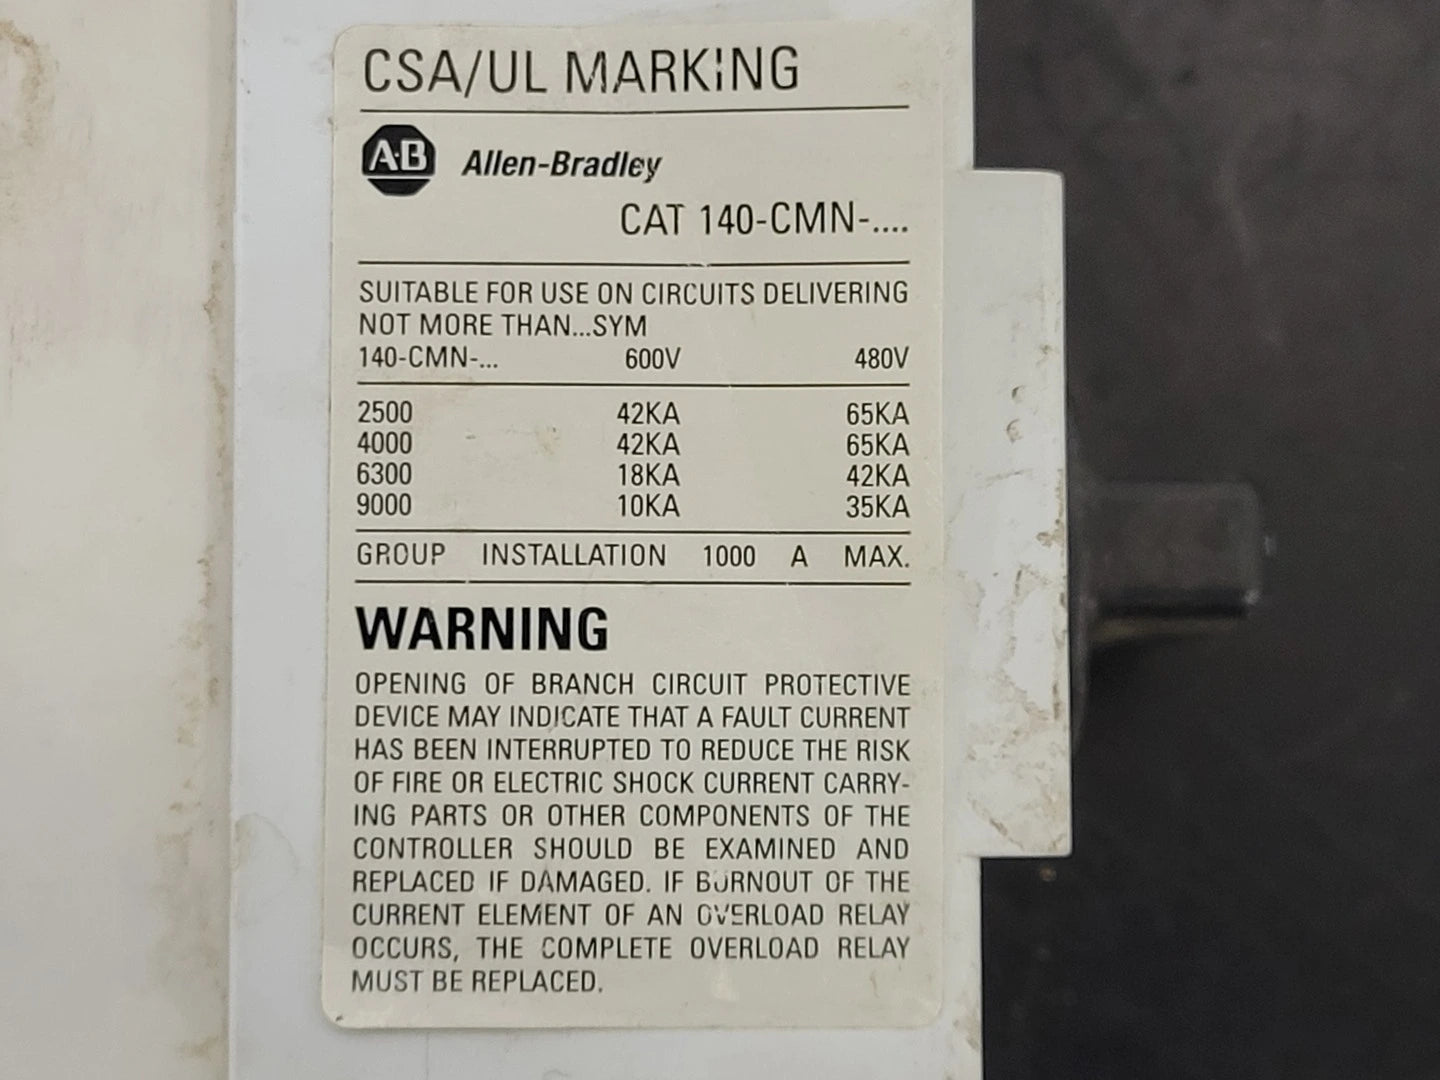 CSA/UL MARKING
A-B Allen-Bradley
CAT 140-CMN-....
SUITABLE FOR USE ON CIRCUITS DELIVERING
NOT MORE THAN...SYM
140-CMN-... 600V 480V
2500 42KA 65KA
4000 42KA 65KA
6300 18KA 42KA
9000 10KA 35KA
GROUP INSTALLATION 1000 A MAX.
WARNING
OPENING OF BRANCH CIRCUIT PROTECTIVE
DEVICE MAY INDICATE THAT A FAULT CURRENT
HAS BEEN INTERRUPTED TO REDUCE THE RISK
OF FIRE OR ELECTRIC SHOCK CURRENT CARRY-
ING PARTS OR OTHER COMPONENTS OF THE
CONTROLLER SHOULD BE EXAMINED AND
REPLACED IF DAMAGED. IF BURNOUT OF THE
CURRENT ELEMENT OF AN OVERLOAD RELAY
OCCURS, THE COMPLETE OVERLOAD RELAY
MUST BE REPLACED.